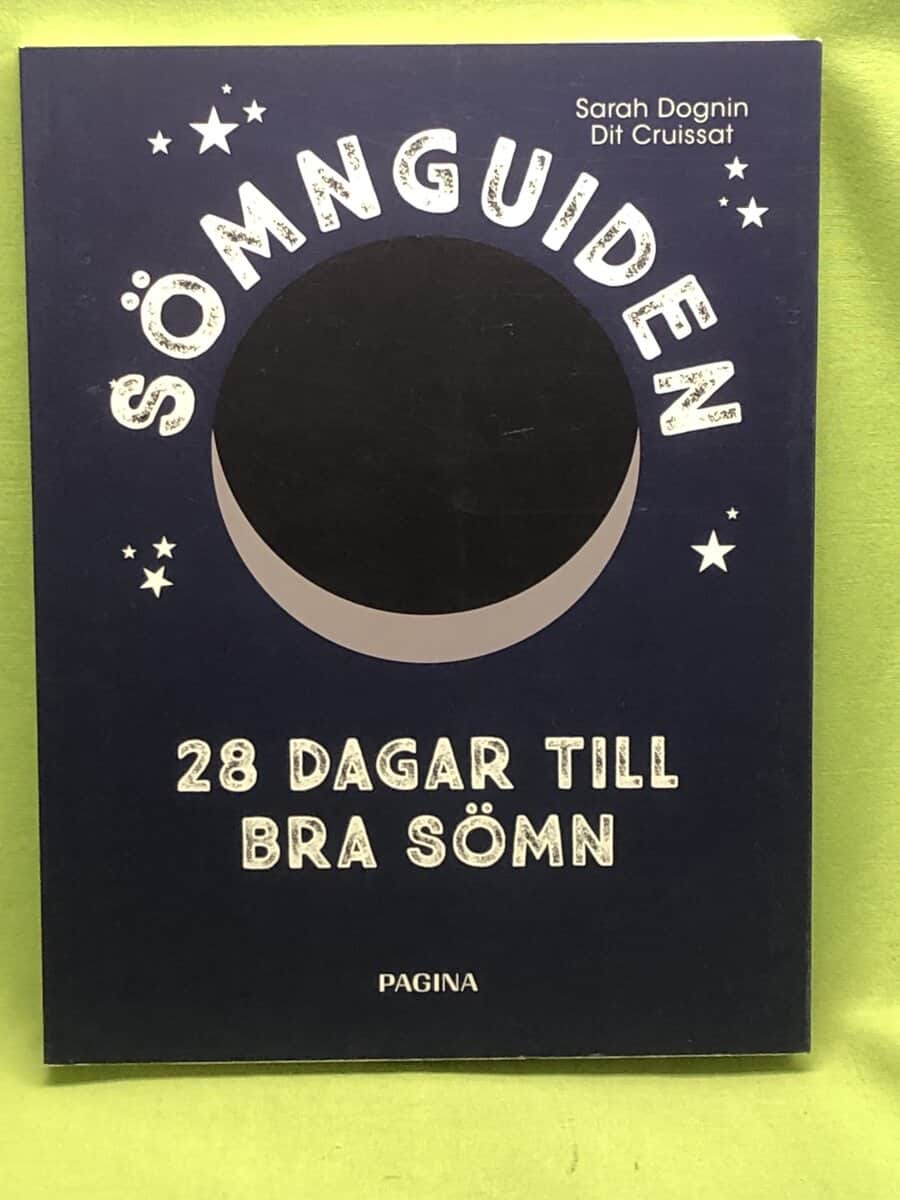 Sarah Dognin
Dit Cruissat
SÖMNGUIDEN
28 DAGAR TILL
BRA SÖMN
PAGINA